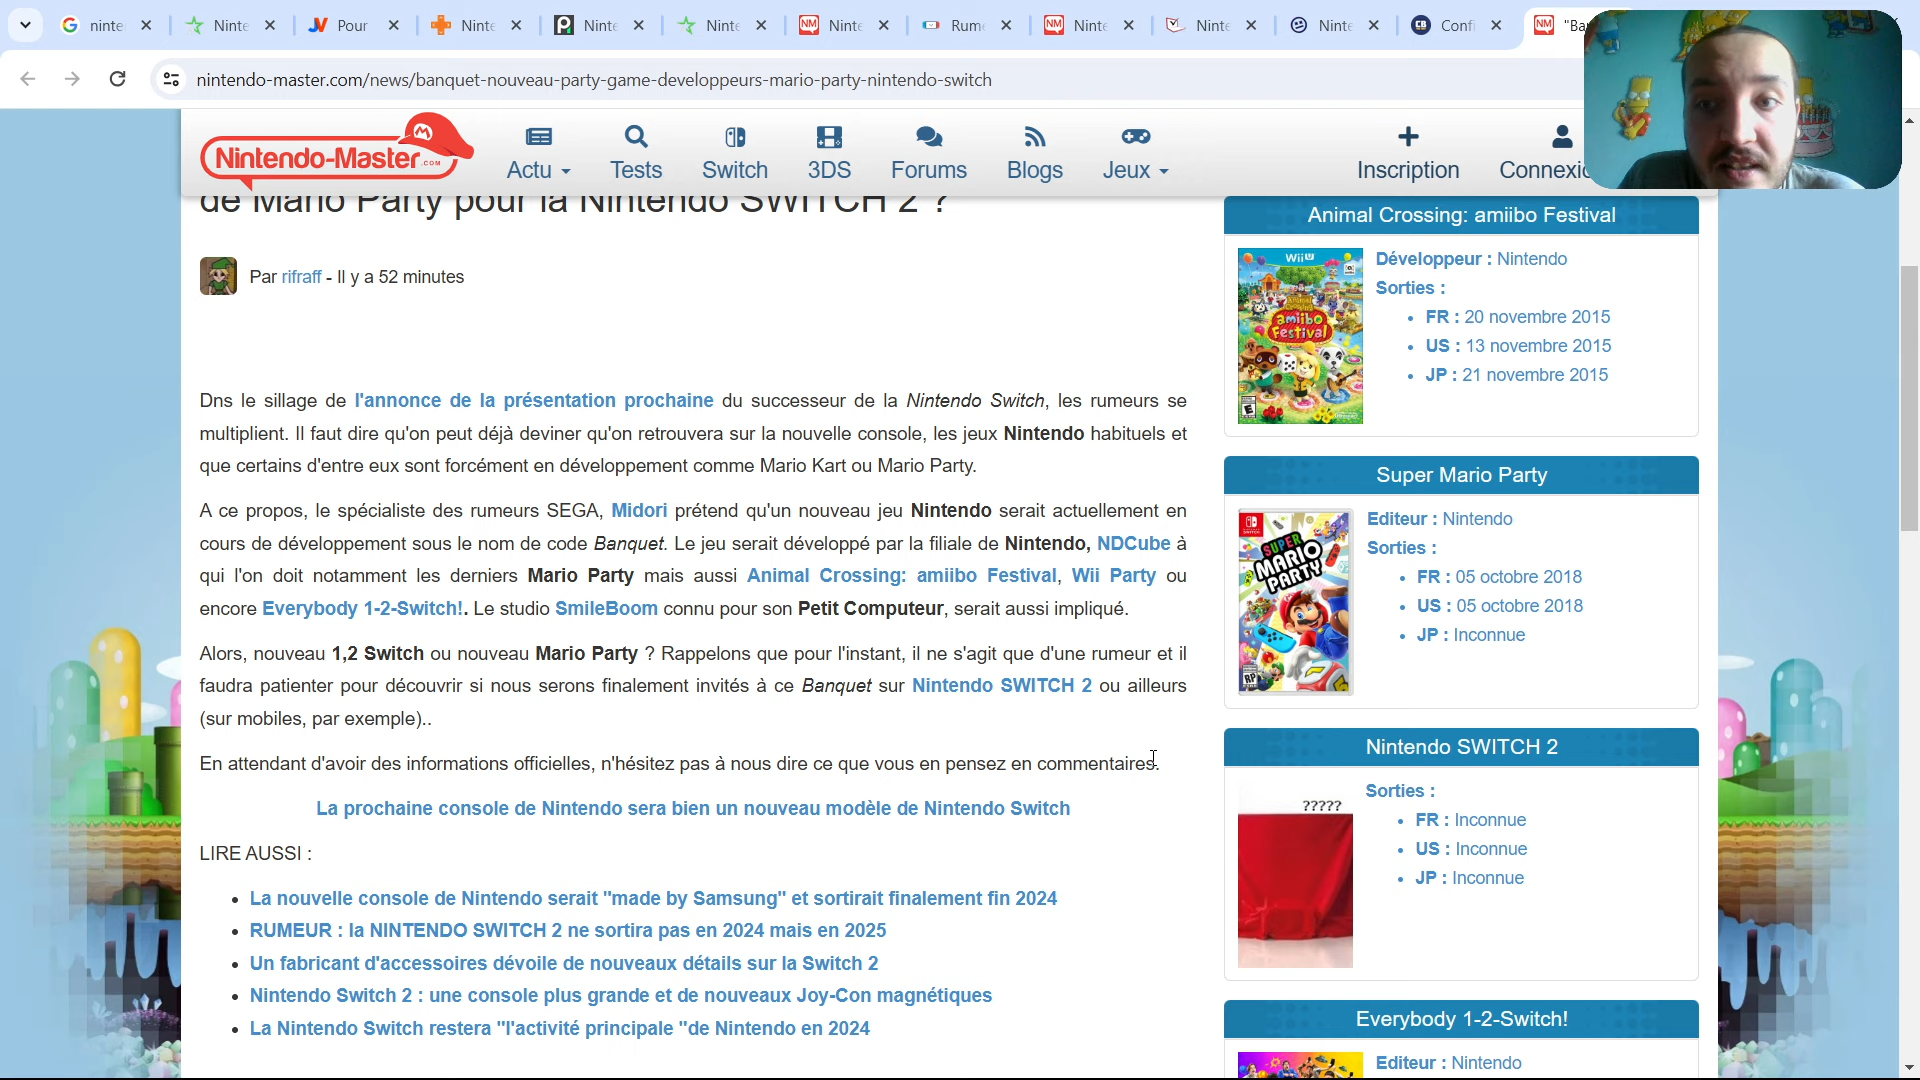 ninte
Ninte
Pour
Ninte
Ninte
Ninte
Ninte
Rume
Ninte
Ninte
Ninte
Confi
"Ba
nintendo-master.com/news/banquet-nouveau-party-game-developpeurs-mario-party-nintendo-switch
Nintendo-Master.COM
Actu
Tests
Switch
3DS
Forums
Blogs
Jeux
Inscription
Connexio
de Mario Party pour la Nintendo SWITCH 2 ?
Par rifraff - Il y a 52 minutes
Dns le sillage de l'annonce de la présentation prochaine du successeur de la Nintendo Switch, les rumeurs se
multiplient. Il faut dire qu'on peut déjà deviner qu'on retrouvera sur la nouvelle console, les jeux Nintendo habituels et
que certains d'entre eux sont forcément en développement comme Mario Kart ou Mario Party.
A ce propos, le spécialiste des rumeurs SEGA, Midori prétend qu'un nouveau jeu Nintendo serait actuellement en
cours de développement sous le nom de code Banquet. Le jeu serait développé par la filiale de Nintendo, NDCube à
qui l'on doit notamment les derniers Mario Party mais aussi Animal Crossing: amiibo Festival, Wii Party ou
encore Everybody 1-2-Switch!. Le studio SmileBoom connu pour son Petit Computeur, serait aussi impliqué.
Alors, nouveau 1,2 Switch ou nouveau Mario Party ? Rappelons que pour l'instant, il ne s'agit que d'une rumeur et il
faudra patienter pour découvrir si nous serons finalement invités à ce Banquet sur Nintendo SWITCH 2 ou ailleurs
(sur mobiles, par exemple)..
En attendant d'avoir des informations officielles, n'hésitez pas à nous dire ce que vous en pensez en commentaires.
La prochaine console de Nintendo sera bien un nouveau modèle de Nintendo Switch
LIRE AUSSI :
La nouvelle console de Nintendo serait "made by Samsung" et sortirait finalement fin 2024
RUMEUR : la NINTENDO SWITCH 2 ne sortira pas en 2024 mais en 2025
Un fabricant d'accessoires dévoile de nouveaux détails sur la Switch 2
Nintendo Switch 2 : une console plus grande et de nouveaux Joy-Con magnétiques
La Nintendo Switch restera "l'activité principale "de Nintendo en 2024
Animal Crossing: amiibo Festival
WiiU
amiibo
Festival
Développeur : Nintendo
Sorties :
FR : 20 novembre 2015
US : 13 novembre 2015
JP : 21 novembre 2015
Super Mario Party
SUPER
MARIO
PARTY
Editeur : Nintendo
Sorties :
FR : 05 octobre 2018
US : 05 octobre 2018
JP : Inconnue
Nintendo SWITCH 2
?????
Sorties :
FR : Inconnue
US : Inconnue
JP : Inconnue
Everybody 1-2-Switch!
Editeur : Nintendo